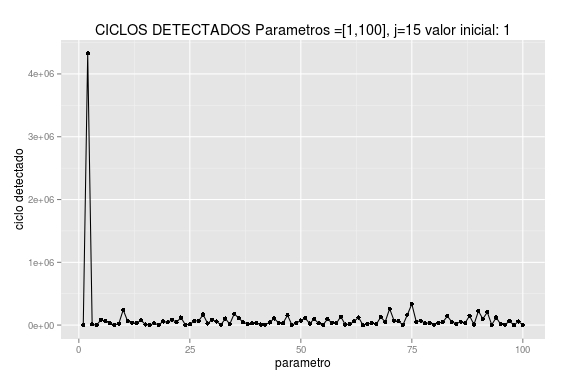 CICLOS DETECTADOS Parametros =[1,100], j=15 valor inicial: 1
ciclo detectado
4e+06
3e+06
2e+06
1e+06
0e+00
0
25
50
75
100
parametro